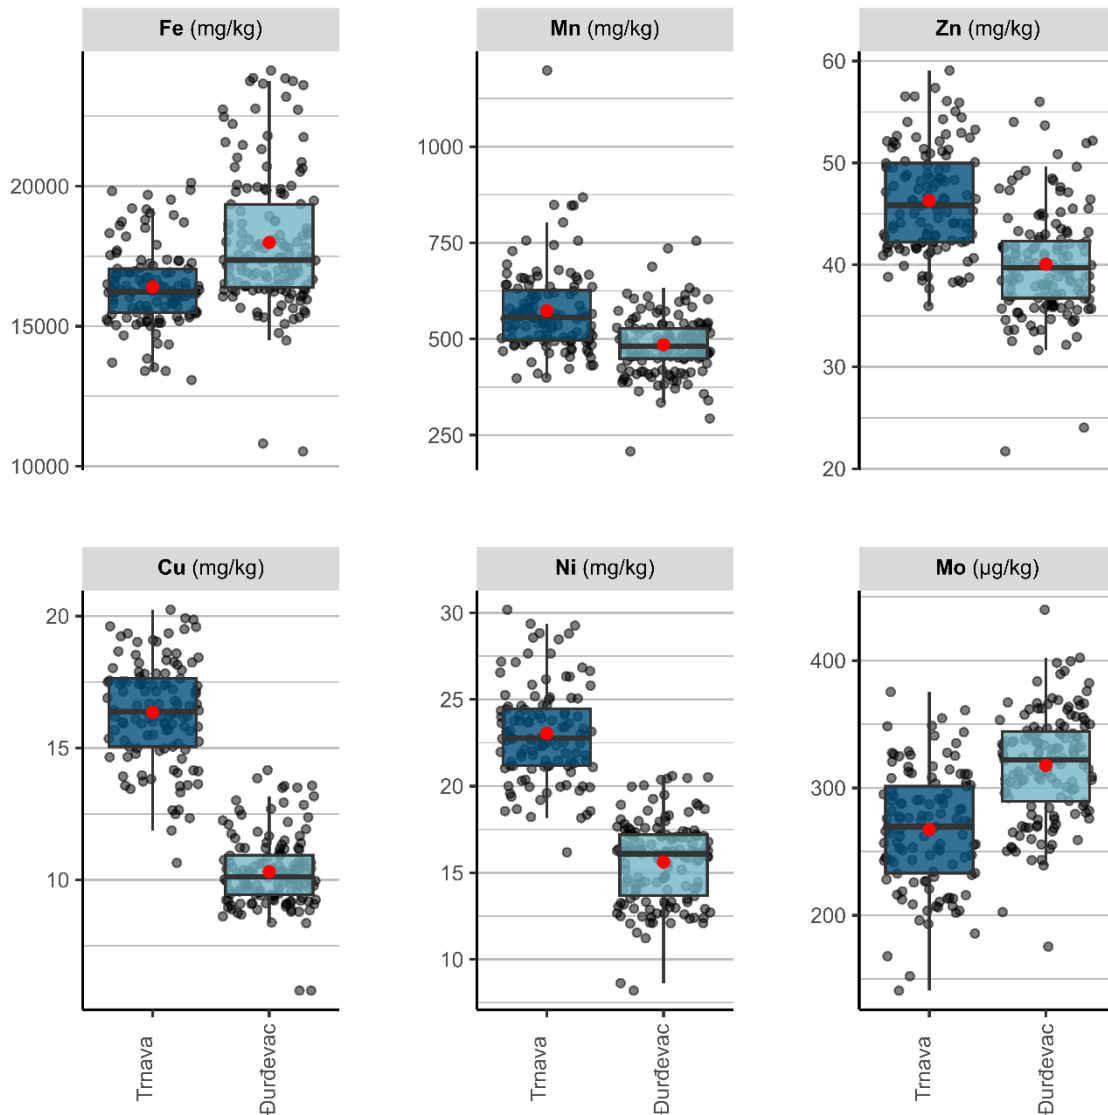 Fe (mg/kg)
Mn (mg/kg)
Zn (mg/kg)
20000
15000
10000
1000
750
500
250
60
50
40
30
20
Cu (mg/kg)
Ni (mg/kg)
Mo (µg/kg)
20
15
10
30
25
20
15
10
400
300
200
Trnava
Đurđevac
Trnava
Đurđevac
Trnava
Đurđevac